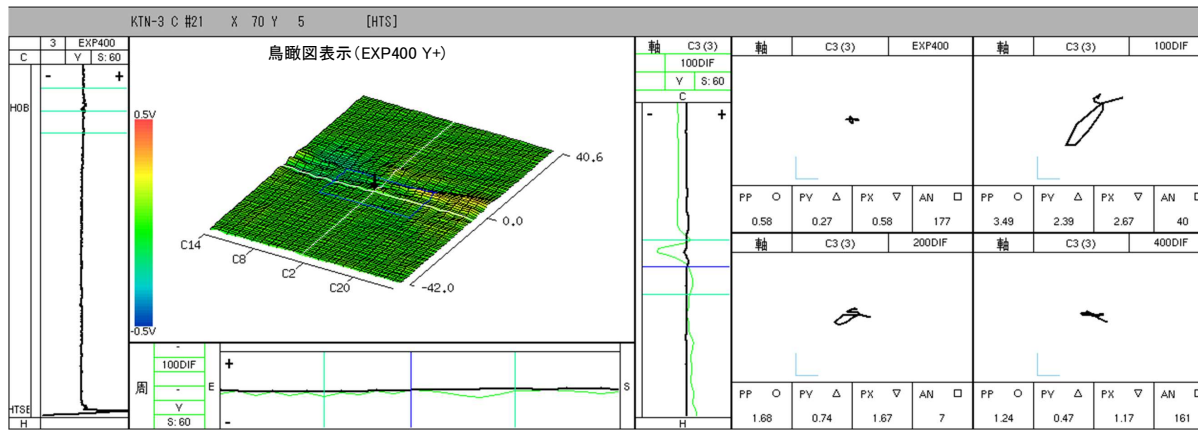 KTN-3 C #21 X 70 Y 5 [HTS]
3 EXP400
C Y S:60
- +
HOB
HTSE
H
鳥瞰図表示(EXP400 Y+)
0.5V
-0.5V
40.6
0.0
-42.0
C14
C8
C2
C20
周
-
100DIF
-
Y
S:60
E
+
-
S
軸 C3(3)
100DIF
Y S:60
C
- +
H
軸 C3(3) EXP400
PP ○ PY △ PX ▽ AN □
0.58 0.27 0.58 177
軸 C3(3) 100DIF
PP ○ PY △ PX ▽ AN □
3.49 2.39 2.67 40
軸 C3(3) 200DIF
PP ○ PY △ PX ▽ AN □
1.68 0.74 1.67 7
軸 C3(3) 400DIF
PP ○ PY △ PX ▽ AN □
1.24 0.47 1.17 161